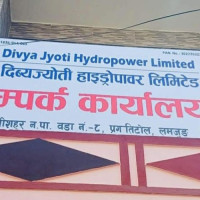 Divya Jyoti Hydropower Limited
दिब्यज्योती हाइड्रोपावर लिमिटेड
म्पर्क कार्यालय
न.पा. वडा नं.-८, प्रगतिटोल, लमजुङ